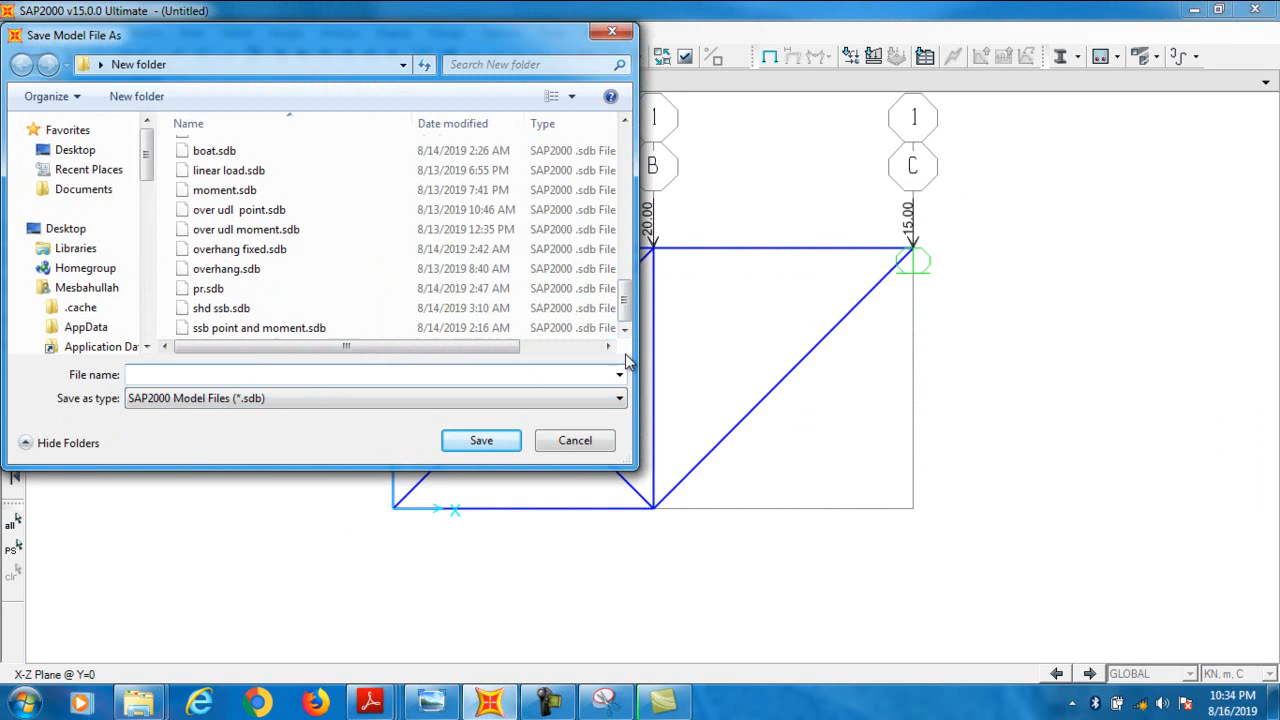 SAP2000 v15.0.0 Ultimate - (Untitled)
Save Model File As
New folder
Search New folder
Organize
New folder
Name
Date modified
Type
Favorites
Desktop
Recent Places
Documents
Desktop
Libraries
Homegroup
Mesbahullah
.cache
AppData
Application Da
boat.sdb 8/14/2019 2:26 AM SAP2000 .sdb File
linear load.sdb 8/13/2019 6:55 PM SAP2000 .sdb File
moment.sdb 8/13/2019 7:41 PM SAP2000 .sdb File
over udl point.sdb 8/13/2019 10:46 AM SAP2000 .sdb File
over udl moment.sdb 8/13/2019 12:35 PM SAP2000 .sdb File
overhang fixed.sdb 8/14/2019 2:42 AM SAP2000 .sdb File
overhang.sdb 8/13/2019 8:40 AM SAP2000 .sdb File
pr.sdb 8/14/2019 2:47 AM SAP2000 .sdb File
shd ssb.sdb 8/14/2019 3:10 AM SAP2000 .sdb File
ssb point and moment.sdb 8/14/2019 2:16 AM SAP2000 .sdb File
File name:
Save as type: SAP2000 Model Files (*.sdb)
Hide Folders
Save
Cancel
1
1
B
C
20.00
15.00
X
all
PS
clr
X-Z Plane @ Y=0
GLOBAL
KN, m, C
10:34 PM
8/16/2019